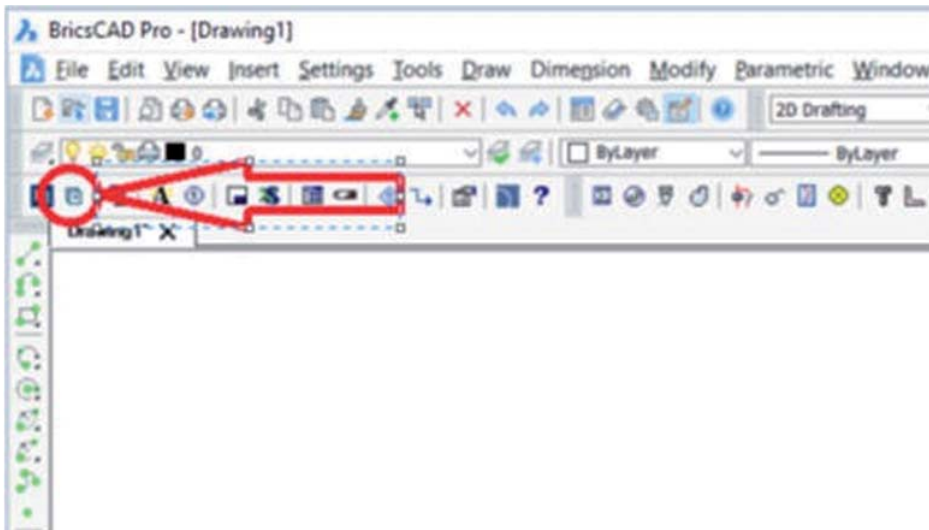 BricsCAD Pro - [Drawing1]
File Edit View Insert Settings Tools Draw Dimension Modify Parametric Window
2D Drafting
0 ByLayer ByLayer
Drawing1